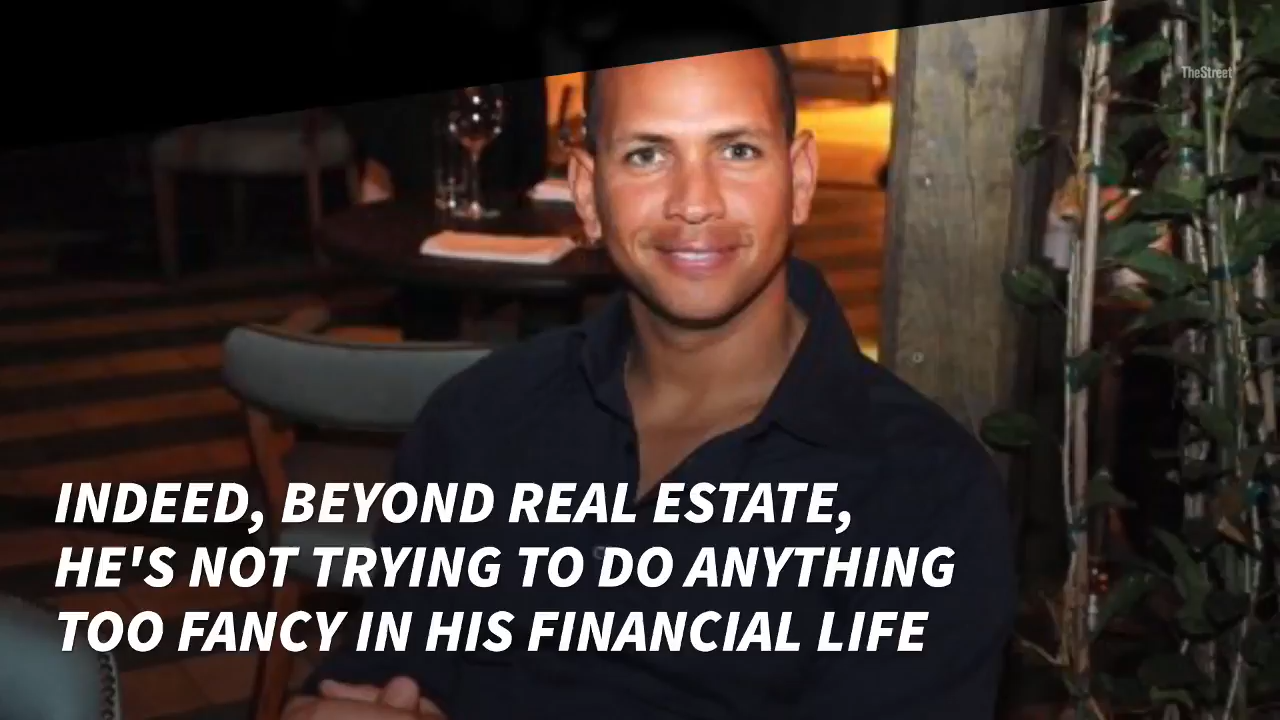 TheStreet
INDEED, BEYOND REAL ESTATE,
HE'S NOT TRYING TO DO ANYTHING
TOO FANCY IN HIS FINANCIAL LIFE